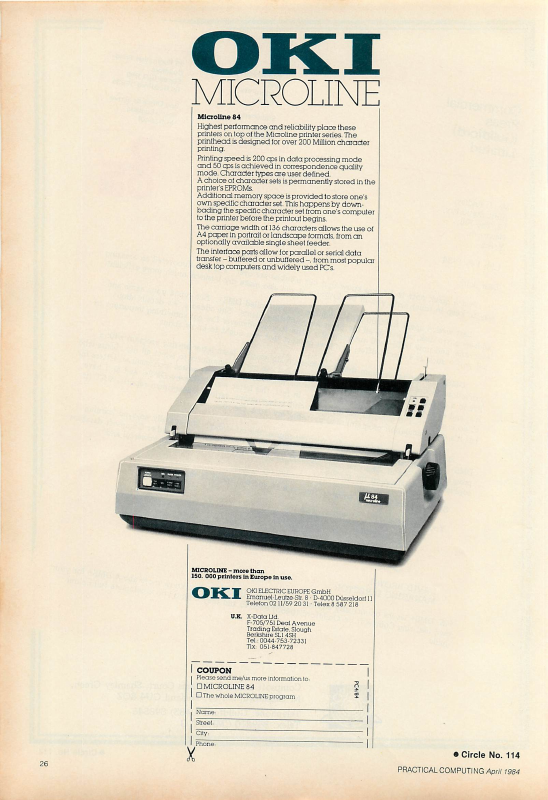 OKI
MICROLINE
Microline 84
Highest performance and reliability place these
printers on top of the Microline printer series. The
printhead is designed for over 200 Million character
printing.
Printing speed is 200 cps in data processing mode
and 50 cps is achieved in correspondence quality
mode. Character types are user defined.
A choice of character sets is permanently stored in the
printer's EPROMs.
Additional memory space is provided to store one's
own specific character set. This happens by down-
loading the specific character set from one's computer
to the printer before the printout begins.
The carriage width of 136 characters allows the use of
A4 paper in portrait or landscape formats, from an
optionally available single sheet feeder.
The interface ports allow for parallel or serial data
transfer – buffered or unbuffered –, from most popular
desk top computers and widely used PC's.
µ 84
microline
MICROLINE – more than
150. 000 printers in Europe in use.
OKI
OKI ELECTRIC EUROPE GmbH
Emanuel-Leutze-Str. 8 · D-4000 Düsseldorf 11
Telefon 02 11/59 20 31 · Telex 8 587 218
U.K. X-Data Ltd.
F-705/751 Deal Avenue
Trading Estate, Slough
Berkshire SL1 4SH
Tel.: 0044-753-72331
Tlx. 051-847728
COUPON
Please send me/us more information to:
MICROLINE 84
The whole MICROLINE program
PC 4/84
Name:
Street:
City:
Phone:
Circle No. 114
26
PRACTICAL COMPUTING April 1984